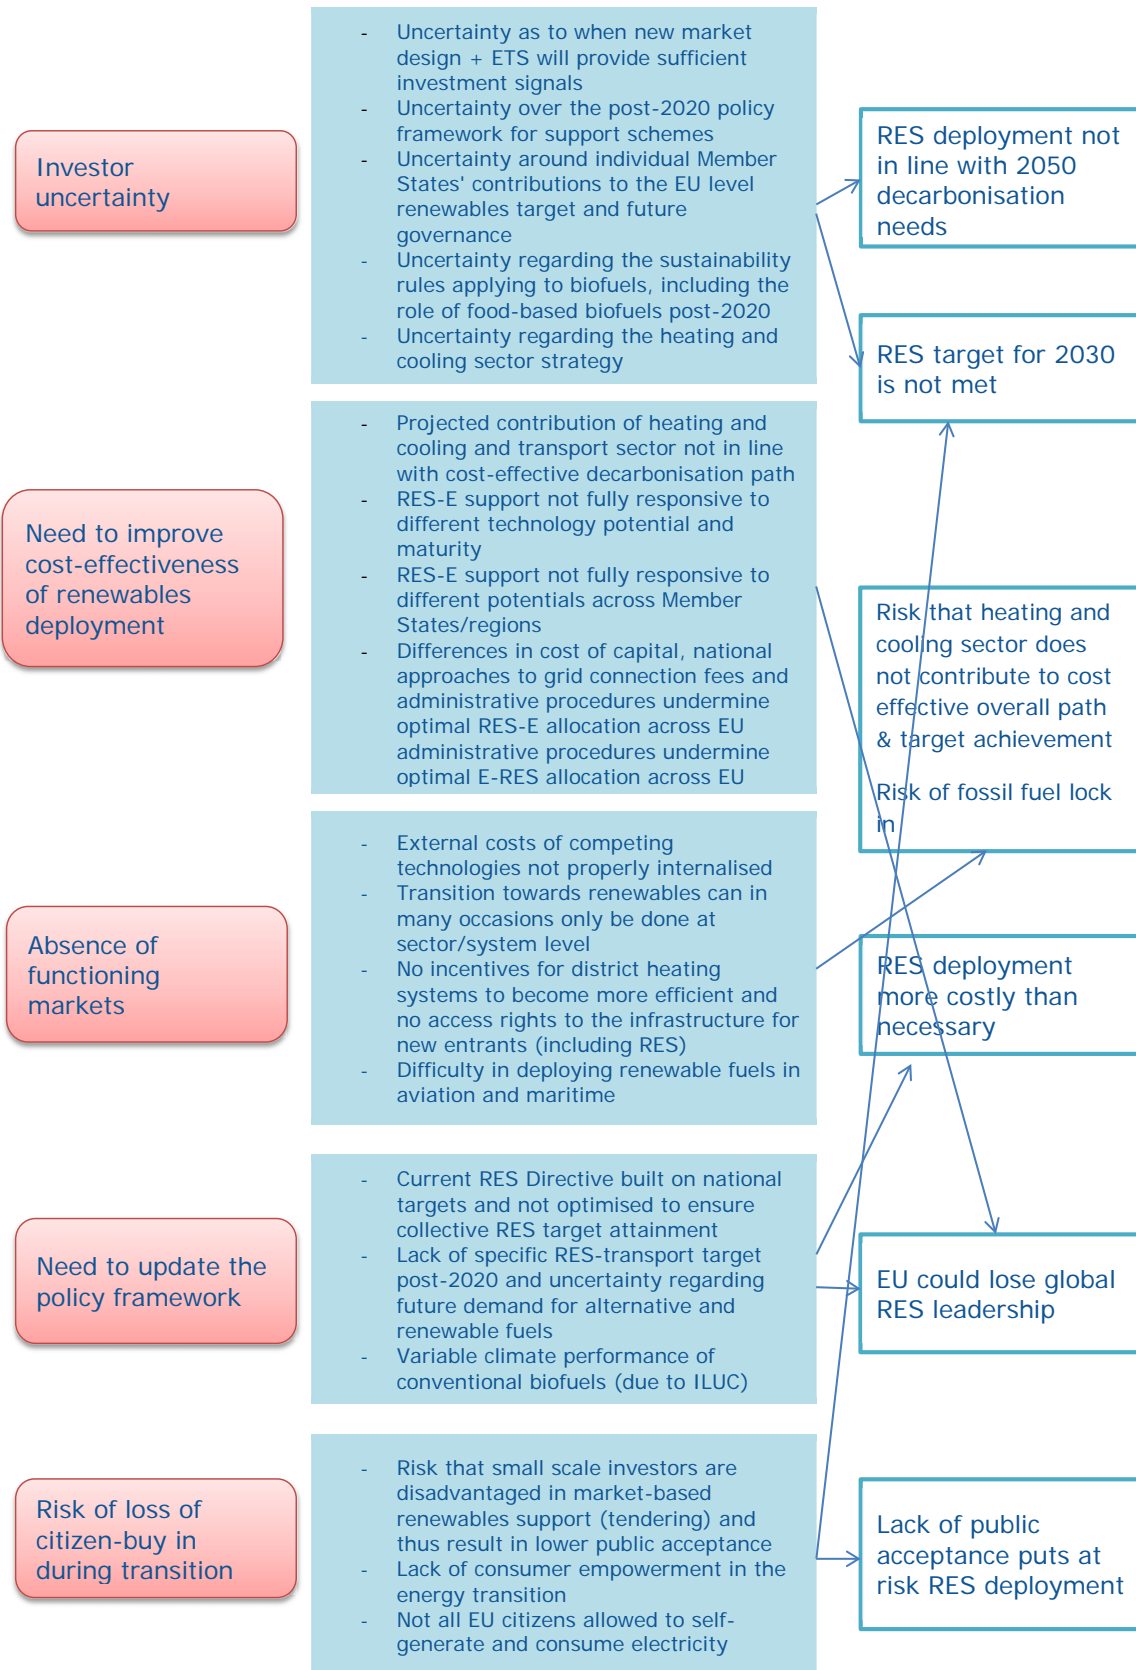 Investor
uncertainty
- Uncertainty as to when new market
design + ETS will provide sufficient
investment signals
- Uncertainty over the post-2020 policy
framework for support schemes
- Uncertainty around individual Member
States' contributions to the EU level
renewables target and future
governance
- Uncertainty regarding the sustainability
rules applying to biofuels, including the
role of food-based biofuels post-2020
- Uncertainty regarding the heating and
cooling sector strategy
RES deployment not
in line with 2050
decarbonisation
needs
RES target for 2030
is not met
Need to improve
cost-effectiveness
of renewables
deployment
- Projected contribution of heating and
cooling and transport sector not in line
with cost-effective decarbonisation path
- RES-E support not fully responsive to
different technology potential and
maturity
- RES-E support not fully responsive to
different potentials across Member
States/regions
- Differences in cost of capital, national
approaches to grid connection fees and
administrative procedures undermine
optimal RES-E allocation across EU
administrative procedures undermine
optimal E-RES allocation across EU
Risk that heating and
cooling sector does
not contribute to cost
effective overall path
& target achievement
Risk of fossil fuel lock
in
Absence of
functioning
markets
- External costs of competing
technologies not properly internalised
- Transition towards renewables can in
many occasions only be done at
sector/system level
- No incentives for district heating
systems to become more efficient and
no access rights to the infrastructure for
new entrants (including RES)
- Difficulty in deploying renewable fuels in
aviation and maritime
RES deployment
more costly than
necessary
Need to update the
policy framework
- Current RES Directive built on national
targets and not optimised to ensure
collective RES target attainment
- Lack of specific RES-transport target
post-2020 and uncertainty regarding
future demand for alternative and
renewable fuels
- Variable climate performance of
conventional biofuels (due to ILUC)
EU could lose global
RES leadership
Risk of loss of
citizen-buy in
during transition
- Risk that small scale investors are
disadvantaged in market-based
renewables support (tendering) and
thus result in lower public acceptance
- Lack of consumer empowerment in the
energy transition
- Not all EU citizens allowed to self-
generate and consume electricity
Lack of public
acceptance puts at
risk RES deployment